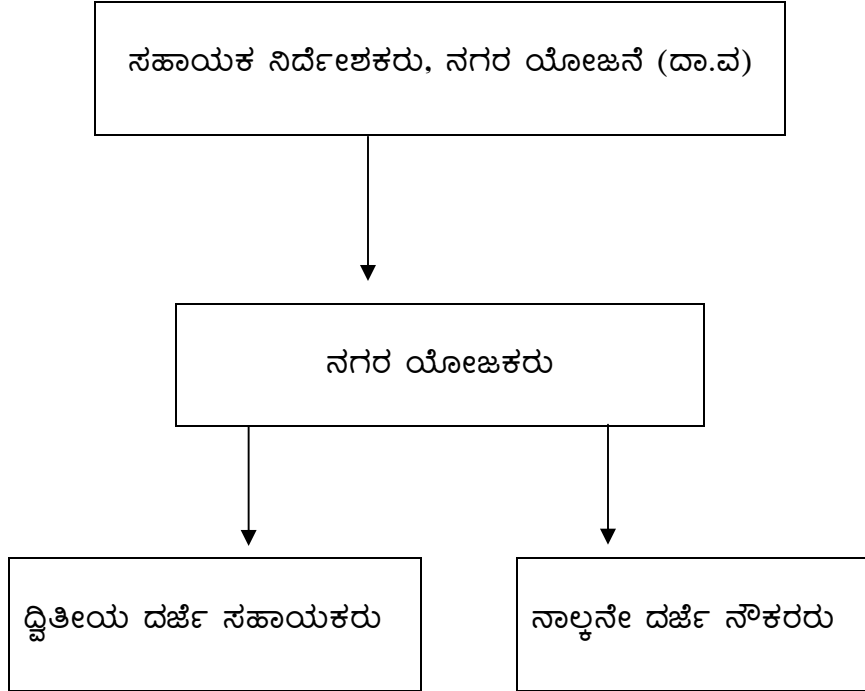 ಸಹಾಯಕ ನಿರ್ದೇಶಕರು, ನಗರ ಯೋಜನೆ (ದಾ.ವ)
ನಗರ ಯೋಜಕರು
ದ್ವಿತೀಯ ದರ್ಜೆ ಸಹಾಯಕರು
ನಾಲ್ಕನೇ ದರ್ಜೆ ನೌಕರರು